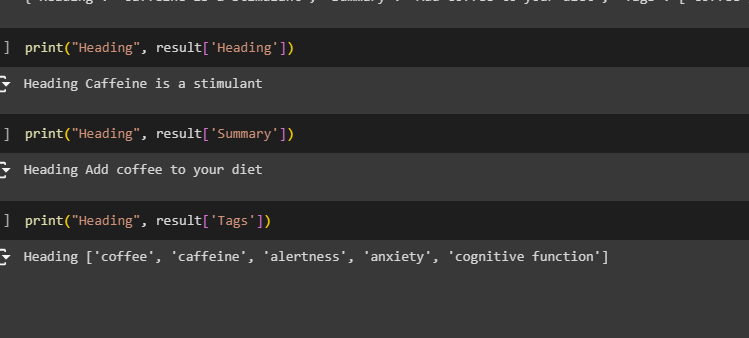 ] print("Heading", result['Heading'])
Heading Caffeine is a stimulant
] print("Heading", result['Summary'])
Heading Add coffee to your diet
] print("Heading", result['Tags'])
Heading ['coffee', 'caffeine', 'alertness', 'anxiety', 'cognitive function']